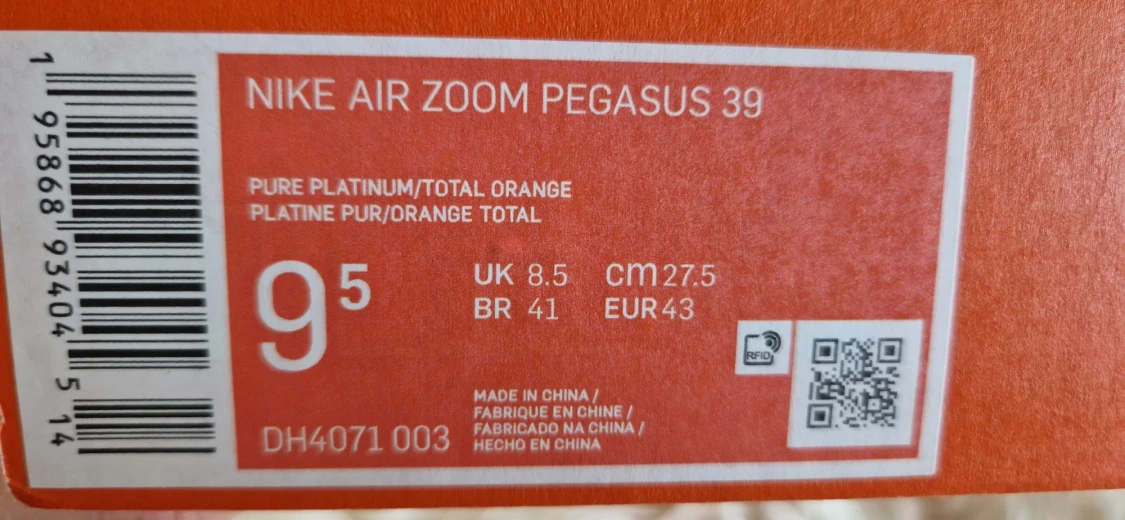 NIKE AIR ZOOM PEGASUS 39
PURE PLATINUM/TOTAL ORANGE
PLATINE PUR/ORANGE TOTAL
9⁵
UK 8.5 cm 27.5
BR 41 EUR 43
RFID
MADE IN CHINA /
FABRIQUE EN CHINE /
FABRICADO NA CHINA /
HECHO EN CHINA
DH4071 003
1 95868 93404 5 14